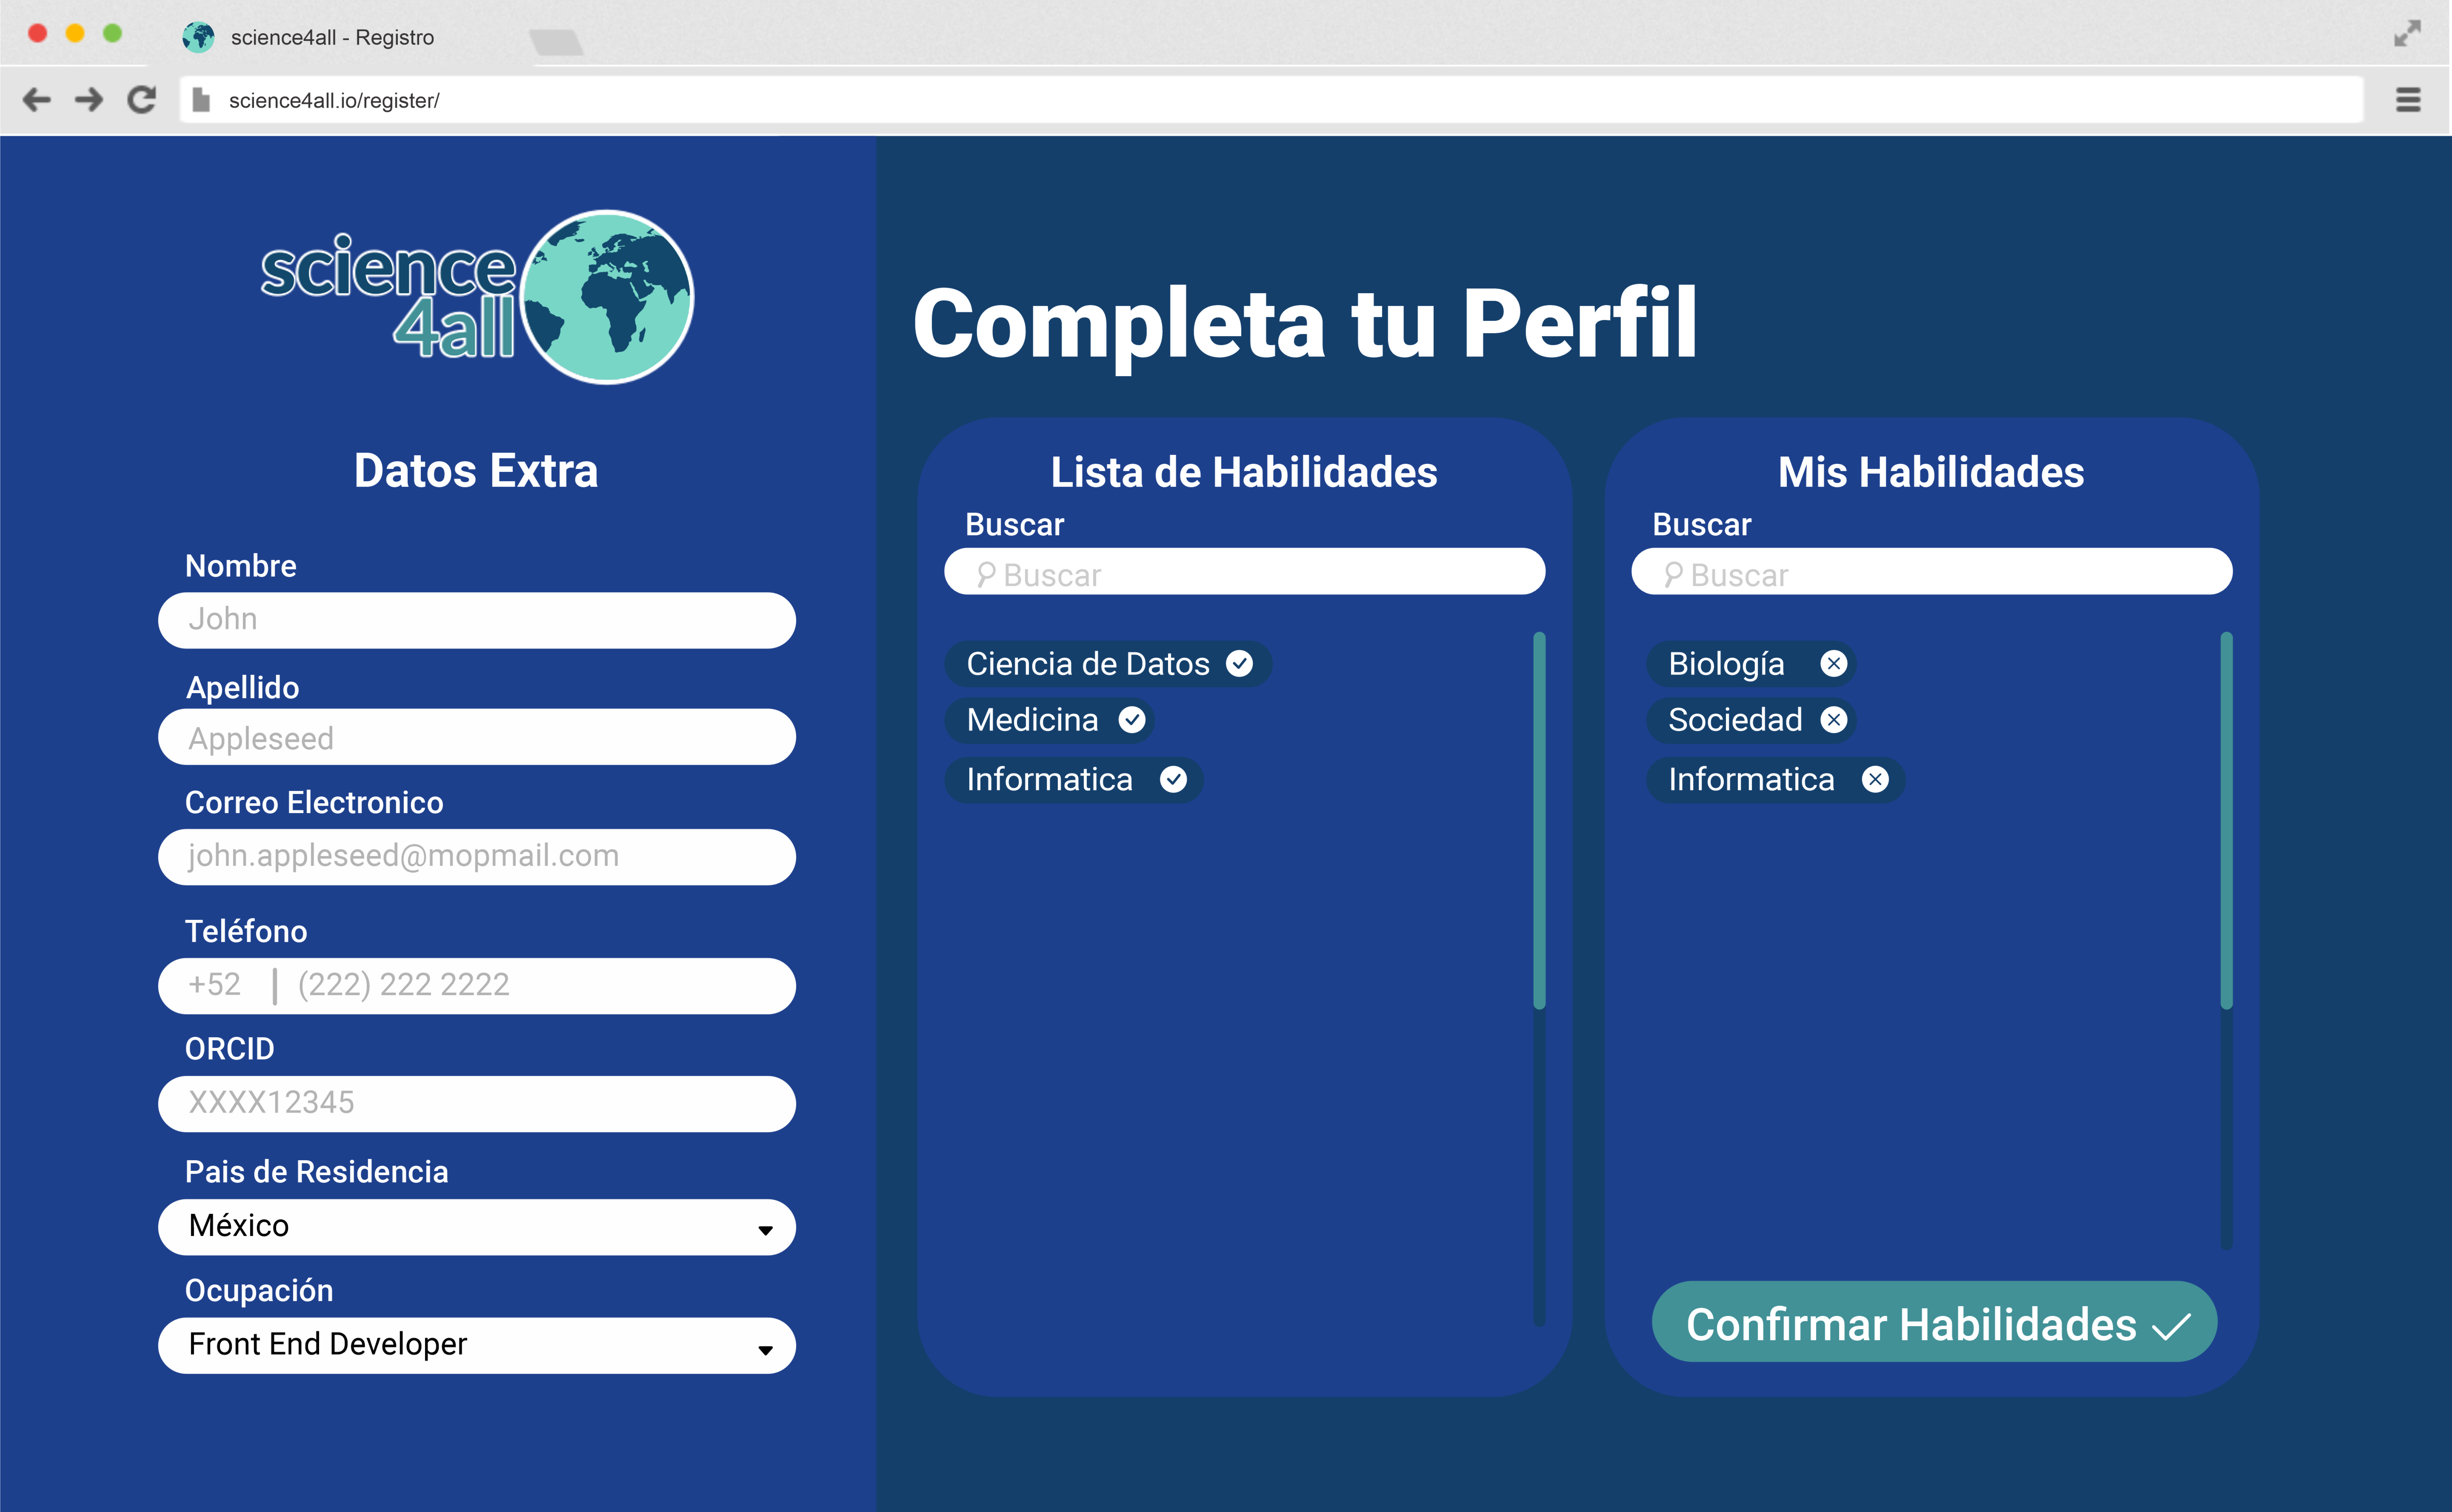 science4all - Registro
science4all.io/register/
science
4all
Datos Extra
Nombre
John
Apellido
Appleseed
Correo Electronico
john.appleseed@mopmail.com
Teléfono
+52 | (222) 222 2222
ORCID
XXXX12345
Pais de Residencia
México
Ocupación
Front End Developer
Completa tu Perfil
Lista de Habilidades
Buscar
Buscar
Ciencia de Datos
Medicina
Informatica
Mis Habilidades
Buscar
Buscar
Biología
Sociedad
Informatica
Confirmar Habilidades